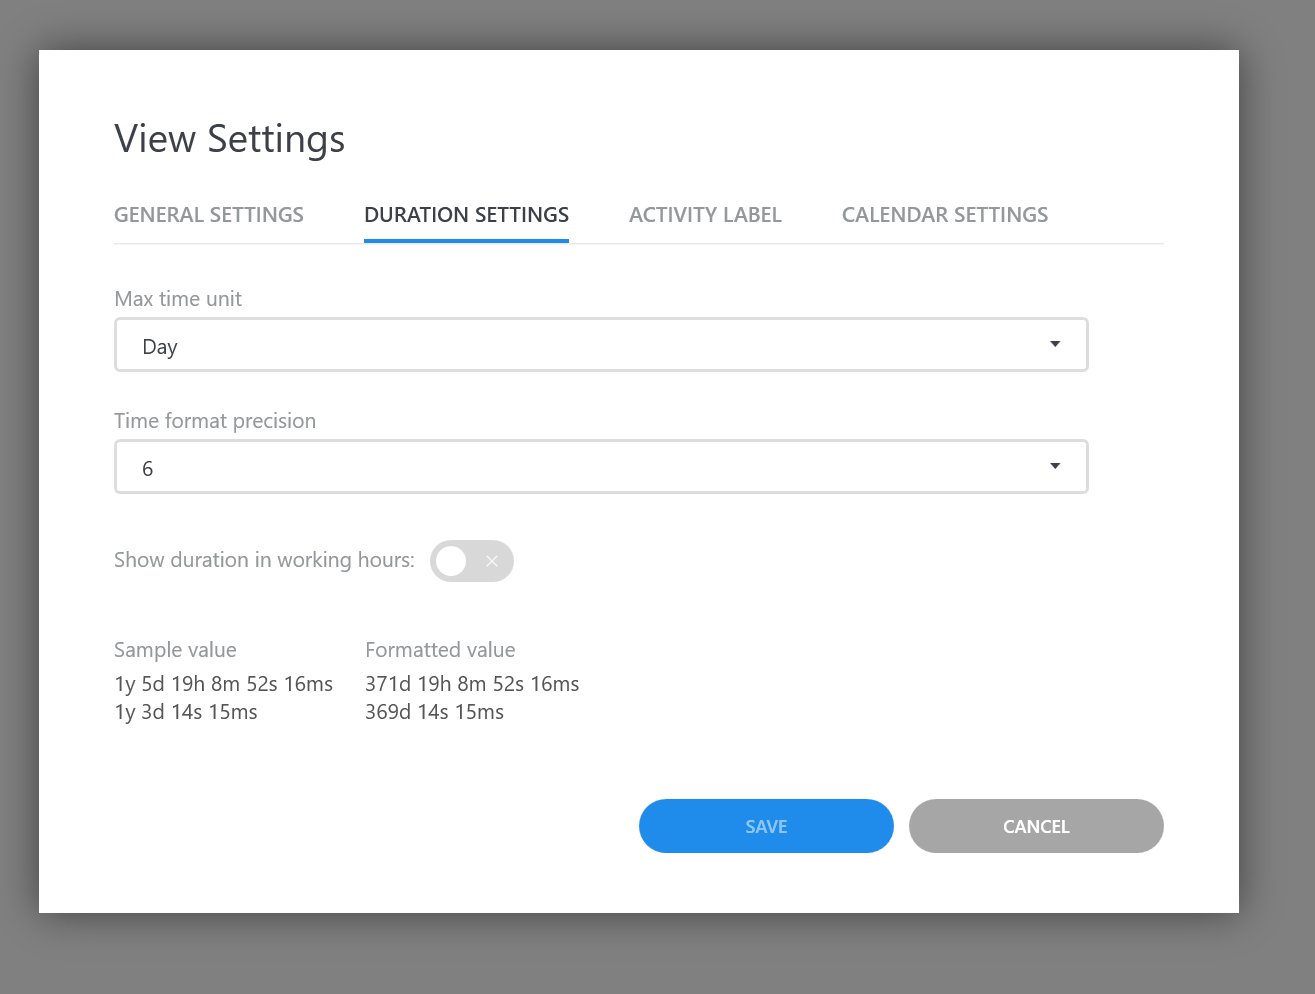 View Settings
GENERAL SETTINGS DURATION SETTINGS ACTIVITY LABEL CALENDAR SETTINGS
Max time unit
Day
Time format precision
6
Show duration in working hours:
Sample value Formatted value
1y 5d 19h 8m 52s 16ms 371d 19h 8m 52s 16ms
1y 3d 14s 15ms 369d 14s 15ms
SAVE CANCEL